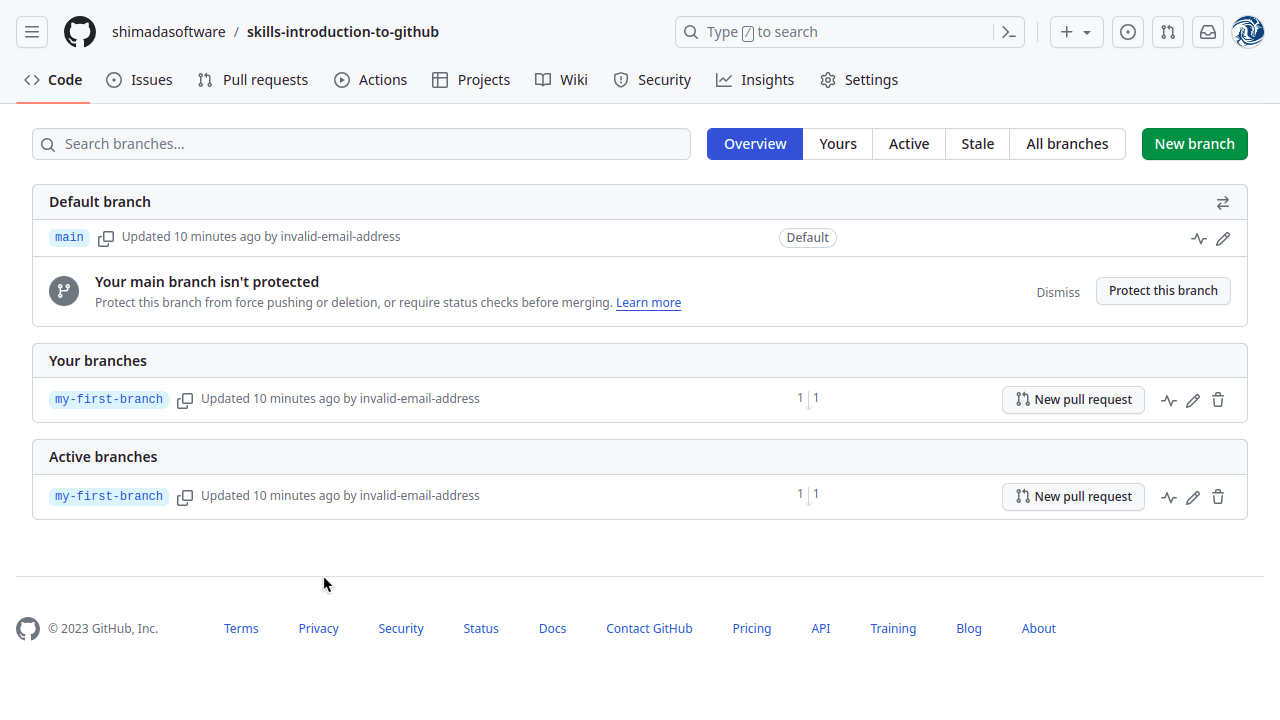 shimadasoftware / skills-introduction-to-github
Type / to search
Code Issues Pull requests Actions Projects Wiki Security Insights Settings
Search branches...
Overview Yours Active Stale All branches New branch
Default branch
main Updated 10 minutes ago by invalid-email-address Default
Your main branch isn't protected
Protect this branch from force pushing or deletion, or require status checks before merging. Learn more
Dismiss Protect this branch
Your branches
my-first-branch Updated 10 minutes ago by invalid-email-address 1 1 New pull request
Active branches
my-first-branch Updated 10 minutes ago by invalid-email-address 1 1 New pull request
© 2023 GitHub, Inc. Terms Privacy Security Status Docs Contact GitHub Pricing API Training Blog About